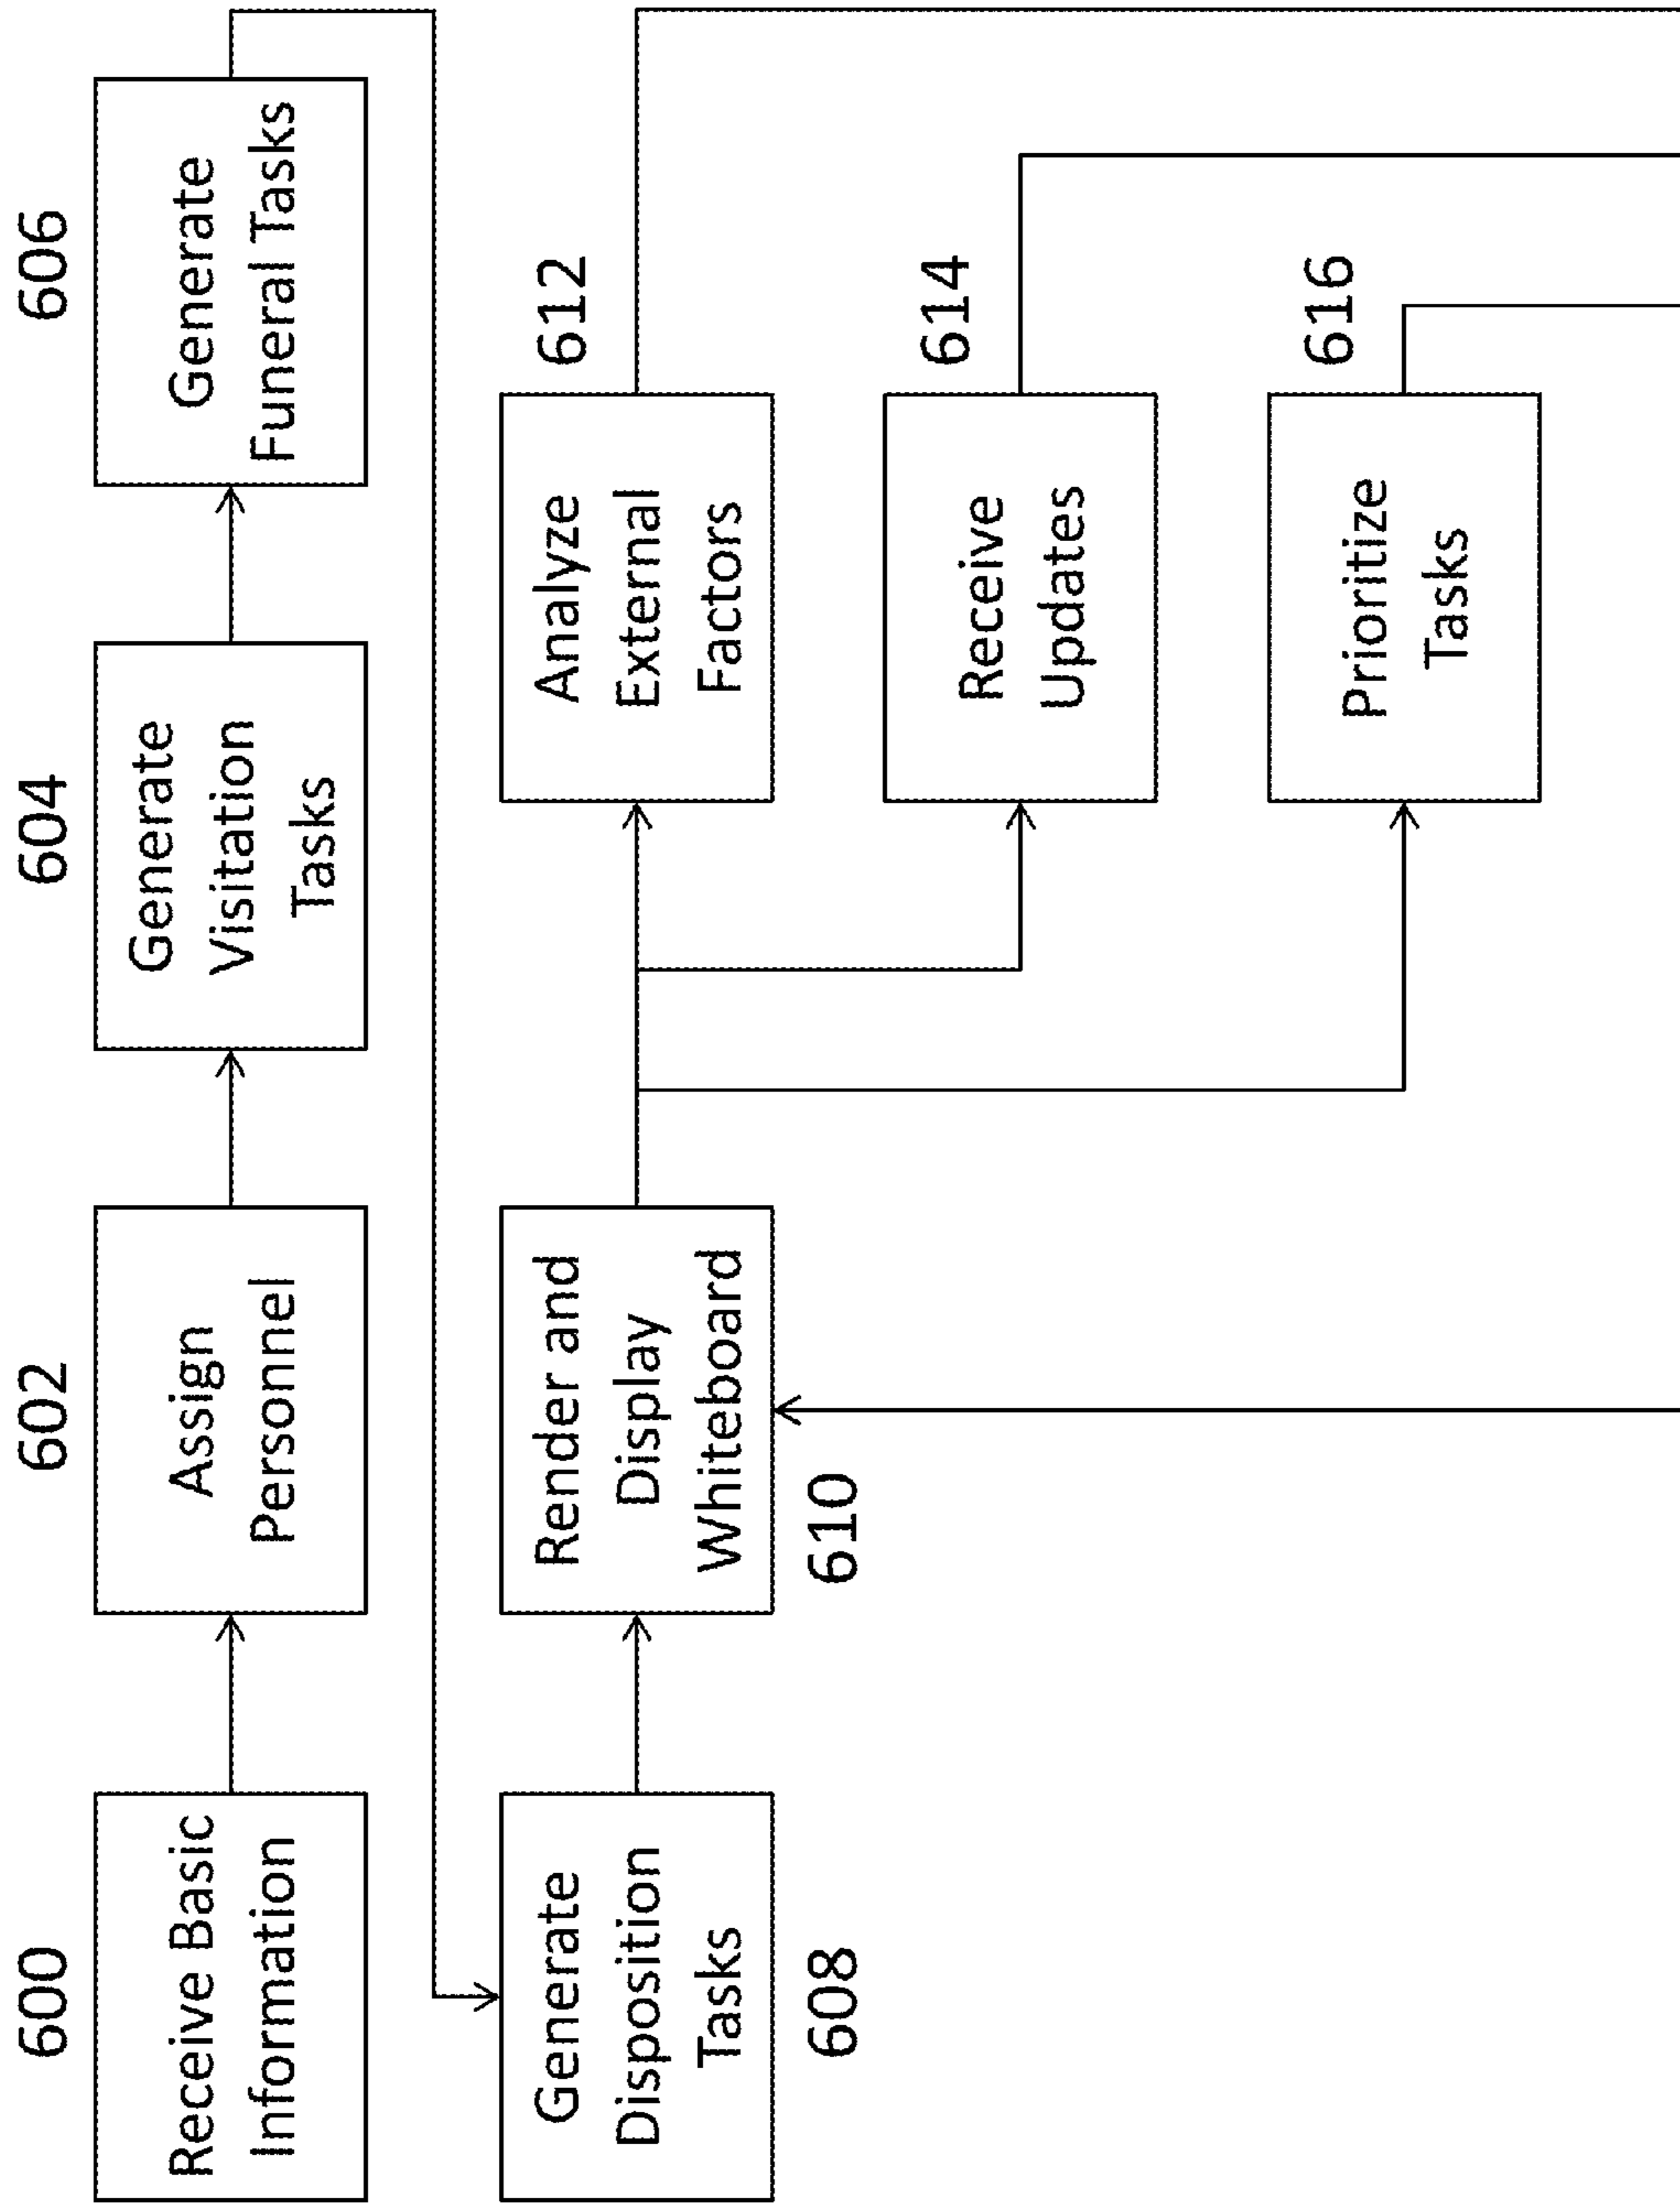 600
Receive Basic
Information
602
Assign
Personnel
604
Generate
Visitation
Tasks
606
Generate
Funeral Tasks
608
Generate
Disposition
Tasks
610
Render and
Display
Whiteboard
612
Analyze
External
Factors
614
Receive
Updates
616
Prioritize
Tasks